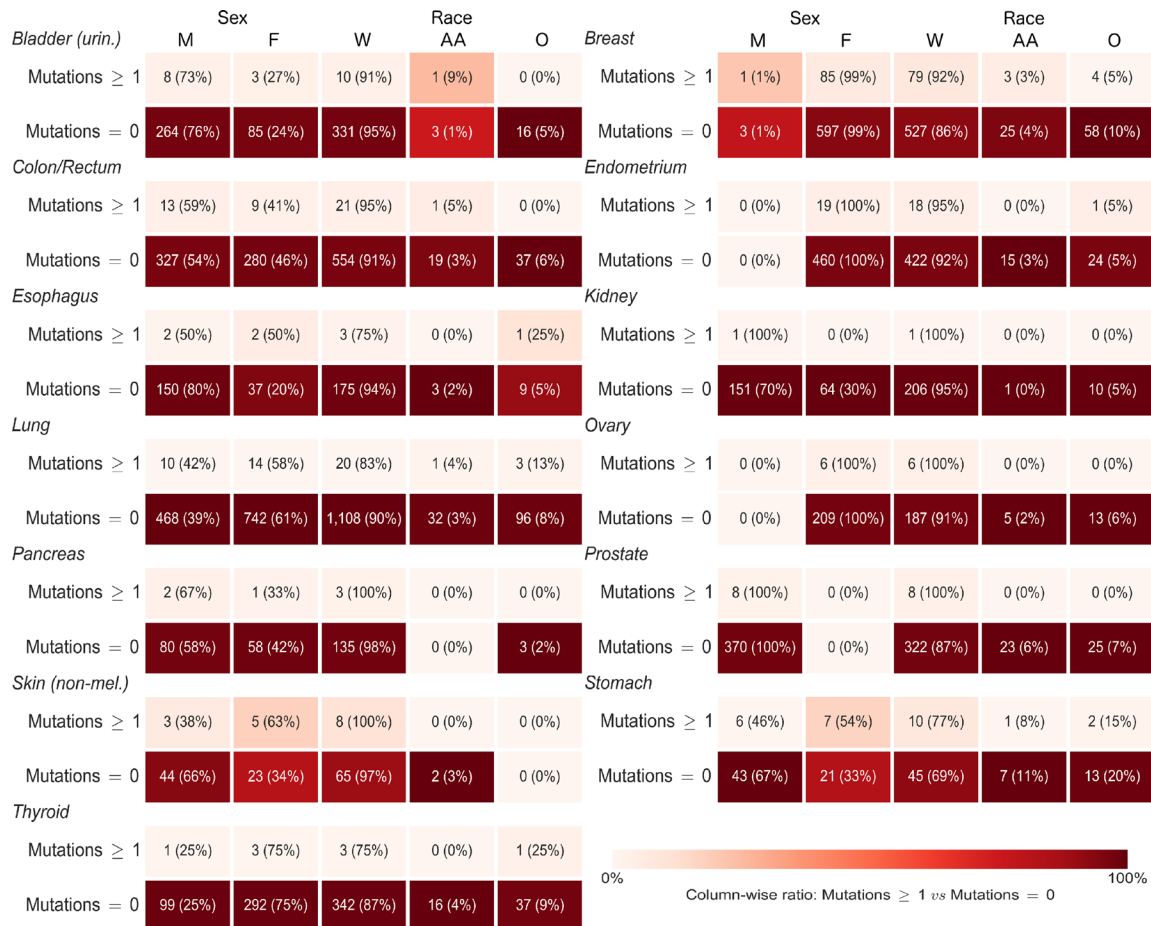 Sex Race Sex Race
Bladder (urin.) M F W AA O Breast M F W AA O
Mutations ≥ 1 8 (73%) 3 (27%) 10 (91%) 1 (9%) 0 (0%) Mutations ≥ 1 1 (1%) 85 (99%) 79 (92%) 3 (3%) 4 (5%)
Mutations = 0 264 (76%) 85 (24%) 331 (95%) 3 (1%) 16 (5%) Mutations = 0 3 (1%) 597 (99%) 527 (86%) 25 (4%) 58 (10%)
Colon/Rectum Endometrium
Mutations ≥ 1 13 (59%) 9 (41%) 21 (95%) 1 (5%) 0 (0%) Mutations ≥ 1 0 (0%) 19 (100%) 18 (95%) 0 (0%) 1 (5%)
Mutations = 0 327 (54%) 280 (46%) 554 (91%) 19 (3%) 37 (6%) Mutations = 0 0 (0%) 460 (100%) 422 (92%) 15 (3%) 24 (5%)
Esophagus Kidney
Mutations ≥ 1 2 (50%) 2 (50%) 3 (75%) 0 (0%) 1 (25%) Mutations ≥ 1 1 (100%) 0 (0%) 1 (100%) 0 (0%) 0 (0%)
Mutations = 0 150 (80%) 37 (20%) 175 (94%) 3 (2%) 9 (5%) Mutations = 0 151 (70%) 64 (30%) 206 (95%) 1 (0%) 10 (5%)
Lung Ovary
Mutations ≥ 1 10 (42%) 14 (58%) 20 (83%) 1 (4%) 3 (13%) Mutations ≥ 1 0 (0%) 6 (100%) 6 (100%) 0 (0%) 0 (0%)
Mutations = 0 468 (39%) 742 (61%) 1,108 (90%) 32 (3%) 96 (8%) Mutations = 0 0 (0%) 209 (100%) 187 (91%) 5 (2%) 13 (6%)
Pancreas Prostate
Mutations ≥ 1 2 (67%) 1 (33%) 3 (100%) 0 (0%) 0 (0%) Mutations ≥ 1 8 (100%) 0 (0%) 8 (100%) 0 (0%) 0 (0%)
Mutations = 0 80 (58%) 58 (42%) 135 (98%) 0 (0%) 3 (2%) Mutations = 0 370 (100%) 0 (0%) 322 (87%) 23 (6%) 25 (7%)
Skin (non-mel.) Stomach
Mutations ≥ 1 3 (38%) 5 (63%) 8 (100%) 0 (0%) 0 (0%) Mutations ≥ 1 6 (46%) 7 (54%) 10 (77%) 1 (8%) 2 (15%)
Mutations = 0 44 (66%) 23 (34%) 65 (97%) 2 (3%) 0 (0%) Mutations = 0 43 (67%) 21 (33%) 45 (69%) 7 (11%) 13 (20%)
Thyroid
Mutations ≥ 1 1 (25%) 3 (75%) 3 (75%) 0 (0%) 1 (25%)
Mutations = 0 99 (25%) 292 (75%) 342 (87%) 16 (4%) 37 (9%)
0% 100%
Column-wise ratio: Mutations ≥ 1 vs Mutations = 0